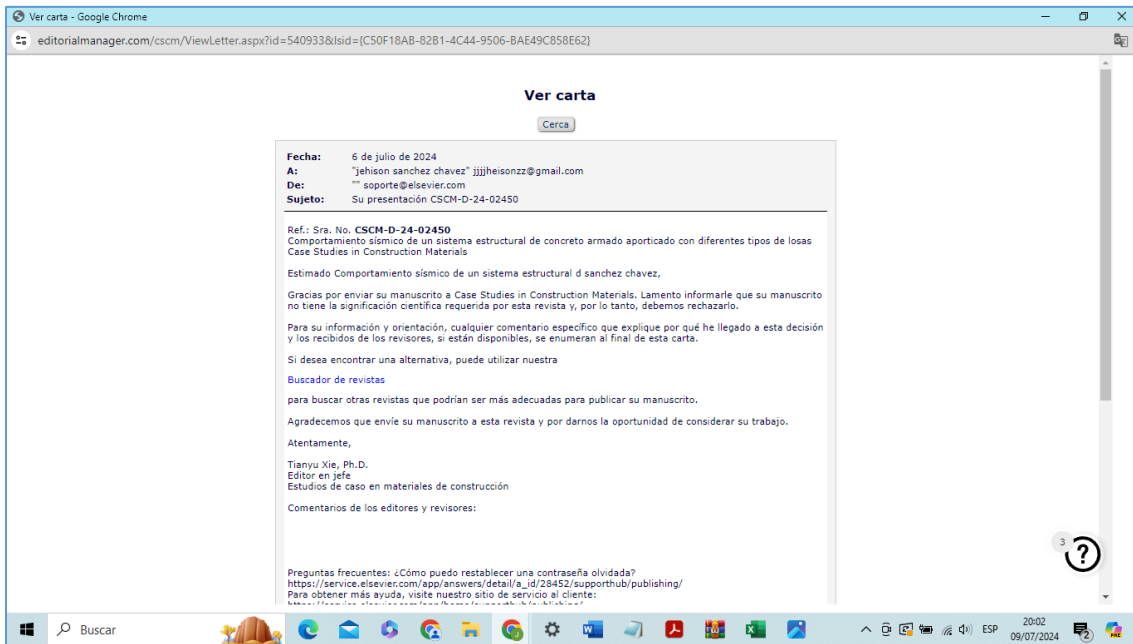 Ver carta - Google Chrome
editorialmanager.com/cscm/ViewLetter.aspx?id=540933&lsid={C50F18AB-82B1-4C44-9506-BAE49C858E62}
Ver carta
Cerca
Fecha: 6 de julio de 2024
A: "jehison sanchez chavez" jjjjheisonzz@gmail.com
De: "" soporte@elsevier.com
Sujeto: Su presentación CSCM-D-24-02450
Ref.: Sra. No. CSCM-D-24-02450
Comportamiento sísmico de un sistema estructural de concreto armado aporticado con diferentes tipos de losas
Case Studies in Construction Materials
Estimado Comportamiento sísmico de un sistema estructural d sanchez chavez,
Gracias por enviar su manuscrito a Case Studies in Construction Materials. Lamento informarle que su manuscrito
no tiene la significación científica requerida por esta revista y, por lo tanto, debemos rechazarlo.
Para su información y orientación, cualquier comentario específico que explique por qué he llegado a esta decisión
y los recibidos de los revisores, si están disponibles, se enumeran al final de esta carta.
Si desea encontrar una alternativa, puede utilizar nuestra
Buscador de revistas
para buscar otras revistas que podrían ser más adecuadas para publicar su manuscrito.
Agradecemos que envíe su manuscrito a esta revista y por darnos la oportunidad de considerar su trabajo.
Atentamente,
Tianyu Xie, Ph.D.
Editor en jefe
Estudios de caso en materiales de construcción
Comentarios de los editores y revisores:
Preguntas frecuentes: ¿Cómo puedo restablecer una contraseña olvidada?
https://service.elsevier.com/app/answers/detail/a_id/28452/supporthub/publishing/
Para obtener más ayuda, visite nuestro sitio de servicio al cliente:
https://service.elsevier.com/app/home/supporthub/publishing/
3
?
Buscar
ESP
20:02
09/07/2024
2
PRE